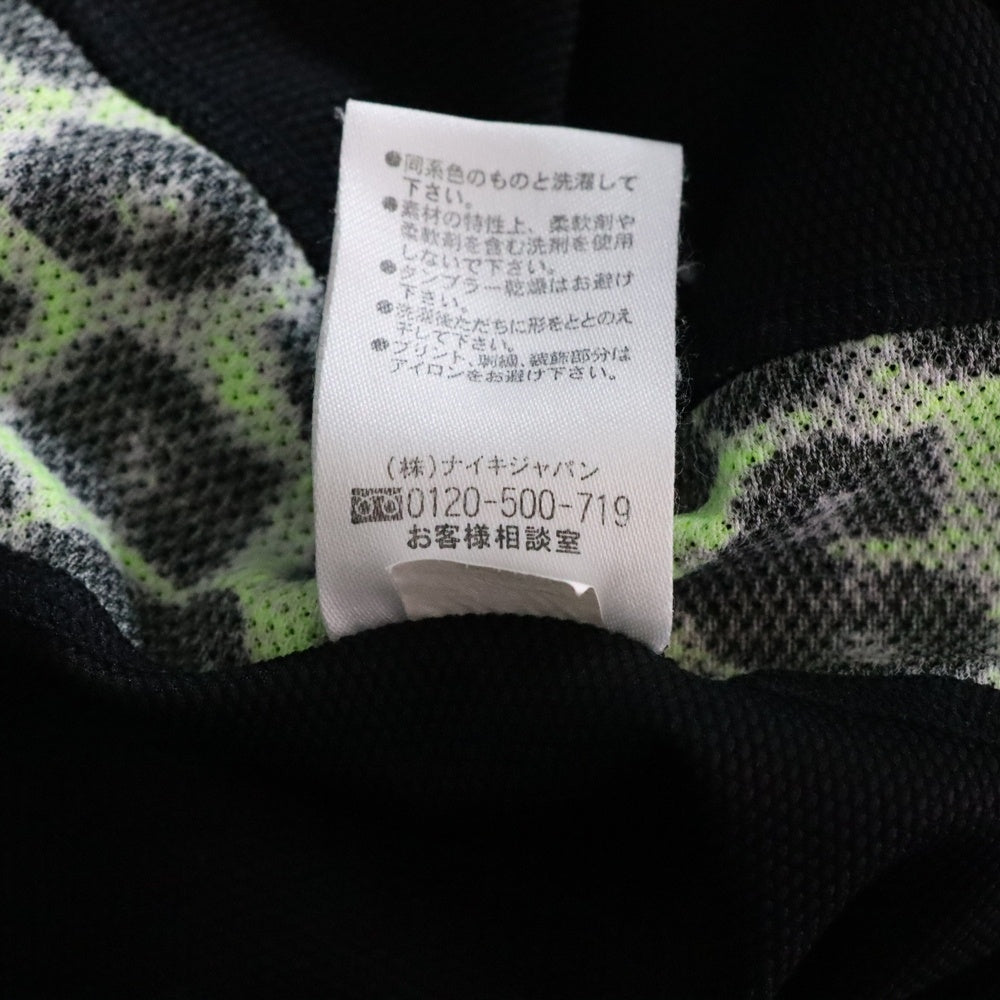 ●同系色のものと洗濯して
下さい。
●素材の特性上、柔軟剤や
柔軟剤を含む洗剤を使用
しないで下さい。
●タンブラー乾燥はお避け
下さい。
●洗濯後ただちに形をととのえ
干して下さい。
●プリント、刺繍、装飾部分は
アイロンをお避け下さい。
(株)ナイキジャパン
0120-500-719
お客様相談室